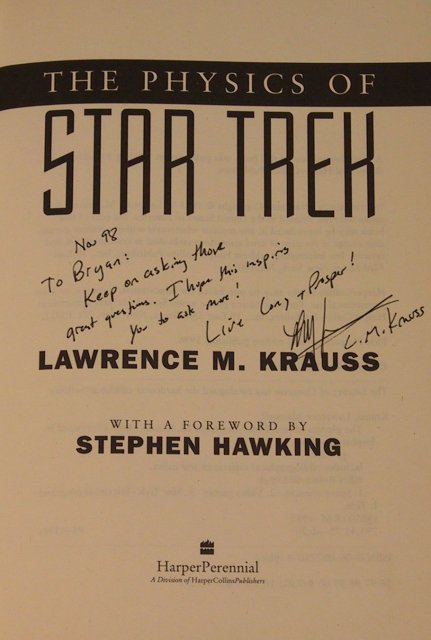 THE PHYSICS OF
STAR TREK
Nov 98
To Bryan:
Keep on asking those
great questions. I hope this inspires
you to ask more!
Live Long + Prosper!
L. M. Krauss
LAWRENCE M. KRAUSS
WITH A FOREWORD BY
STEPHEN HAWKING
HarperPerennial
A Division of HarperCollinsPublishers